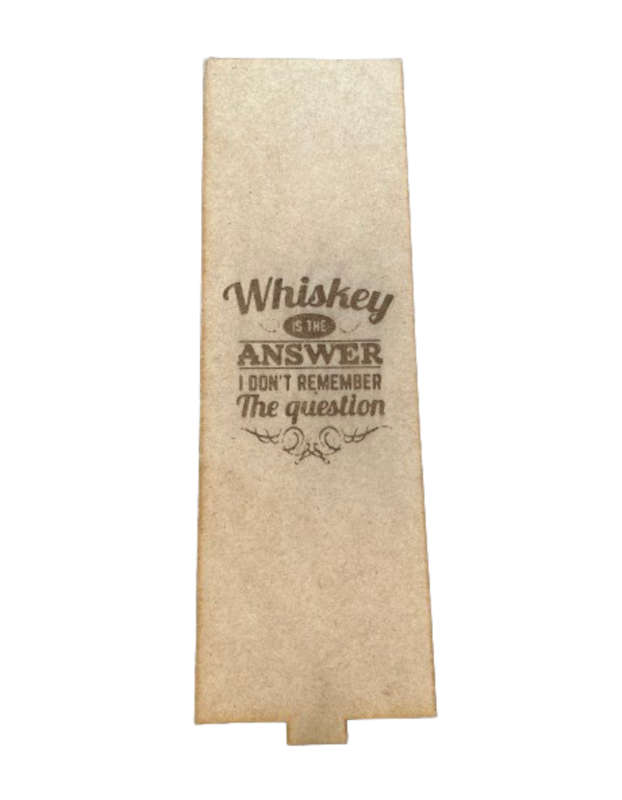 Whiskey
IS THE
ANSWER
I DON'T REMEMBER
The question